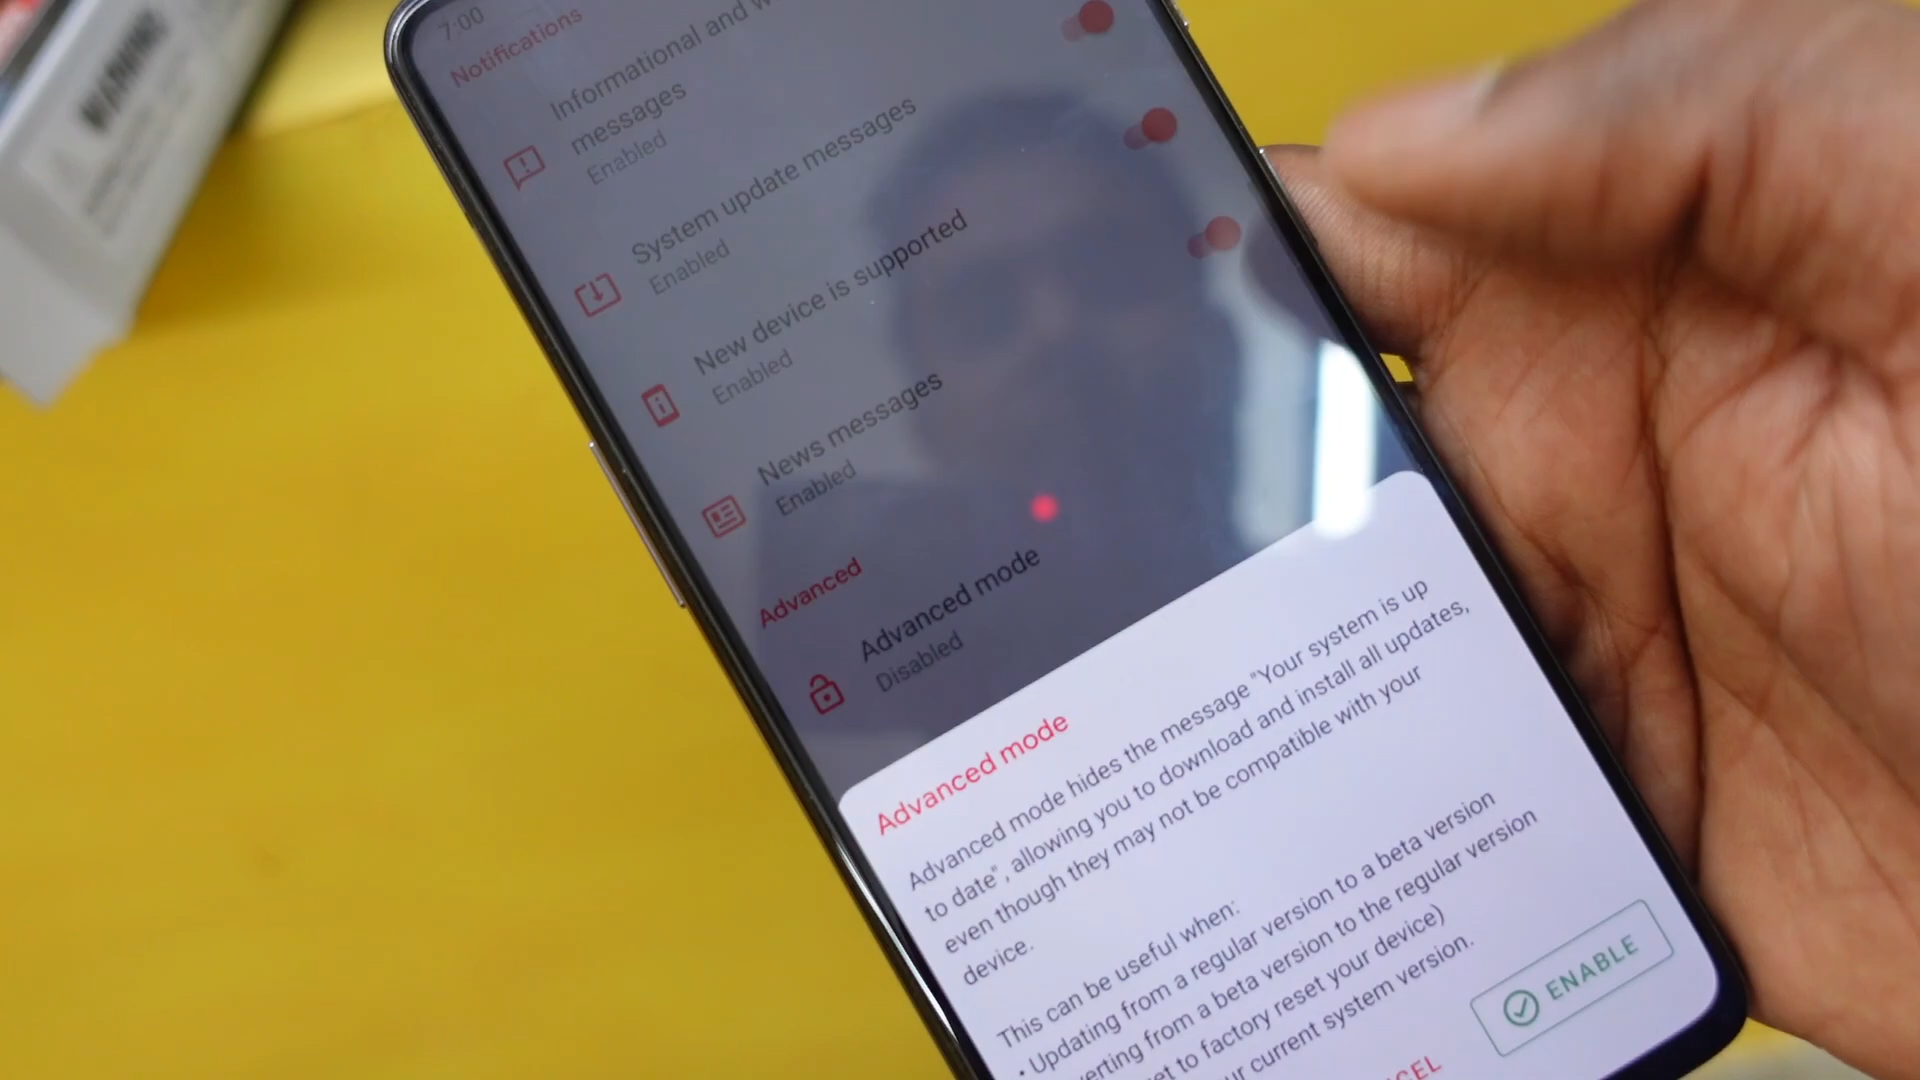 WARNING
7:00
Notifications
Informational and
messages
Enabled
System update messages
Enabled
New device is supported
Enabled
News messages
Enabled
Advanced
Advanced mode
Disabled
Advanced mode
Advanced mode hides the message "Your system is up
to date", allowing you to download and install all updates,
even though they may not be compatible with your
device.
This can be useful when:
• Updating from a regular version to a beta version
erting from a beta version to the regular version
et to factory reset your device)
ur current system version.
CEL
ENABLE